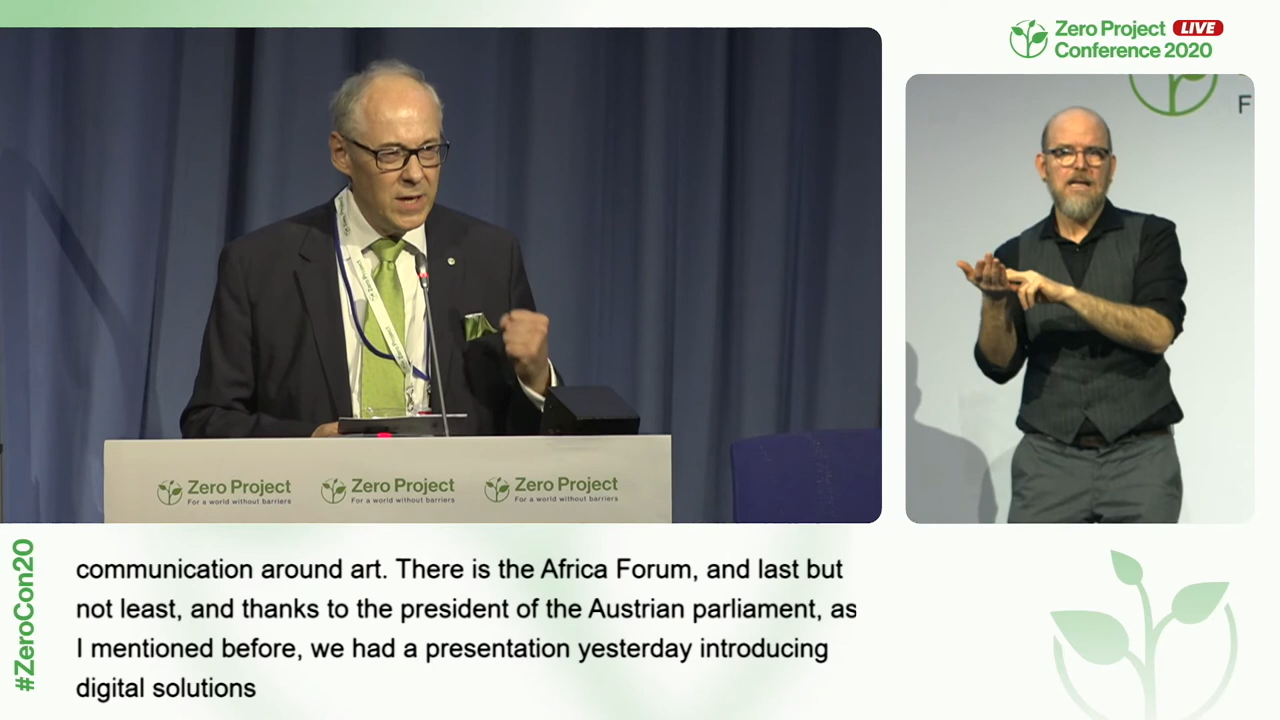 Zero Project LIVE
Conference 2020
F
Zero Project
For a world without barriers
Zero Project
For a world without barriers
Zero Project
For a world without barriers
#ZeroCon20
communication around art. There is the Africa Forum, and last but
not least, and thanks to the president of the Austrian parliament, as
I mentioned before, we had a presentation yesterday introducing
digital solutions